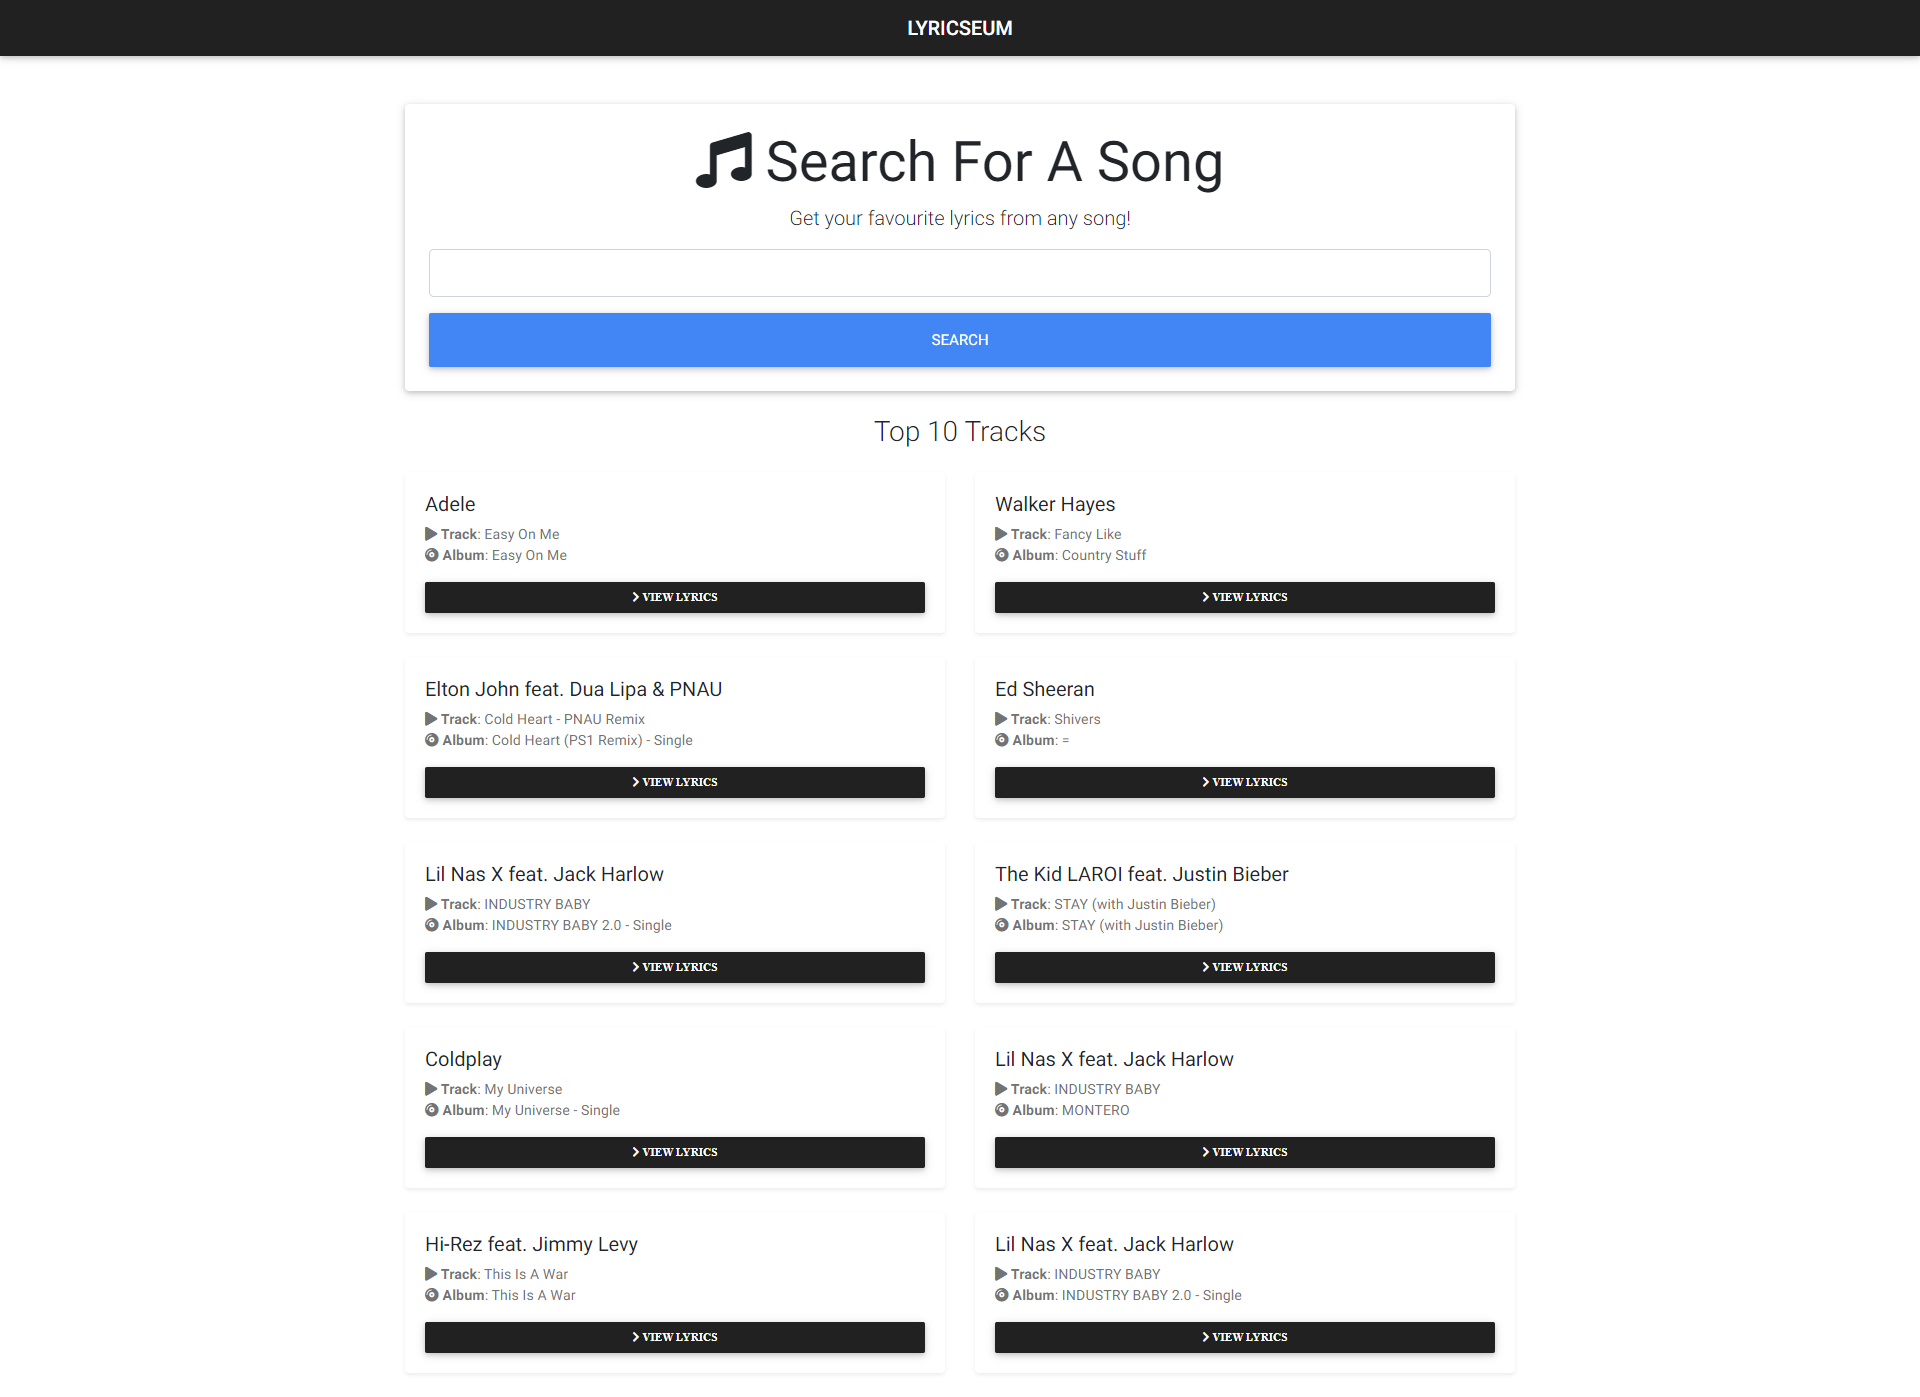 LYRICSEUM
Search For A Song
Get your favourite lyrics from any song!
SEARCH
Top 10 Tracks
Adele
Track: Easy On Me
Album: Easy On Me
VIEW LYRICS
Walker Hayes
Track: Fancy Like
Album: Country Stuff
VIEW LYRICS
Elton John feat. Dua Lipa & PNAU
Track: Cold Heart - PNAU Remix
Album: Cold Heart (PS1 Remix) - Single
VIEW LYRICS
Ed Sheeran
Track: Shivers
Album: =
VIEW LYRICS
Lil Nas X feat. Jack Harlow
Track: INDUSTRY BABY
Album: INDUSTRY BABY 2.0 - Single
VIEW LYRICS
The Kid LAROI feat. Justin Bieber
Track: STAY (with Justin Bieber)
Album: STAY (with Justin Bieber)
VIEW LYRICS
Coldplay
Track: My Universe
Album: My Universe - Single
VIEW LYRICS
Lil Nas X feat. Jack Harlow
Track: INDUSTRY BABY
Album: MONTERO
VIEW LYRICS
Hi-Rez feat. Jimmy Levy
Track: This Is A War
Album: This Is A War
VIEW LYRICS
Lil Nas X feat. Jack Harlow
Track: INDUSTRY BABY
Album: INDUSTRY BABY 2.0 - Single
VIEW LYRICS